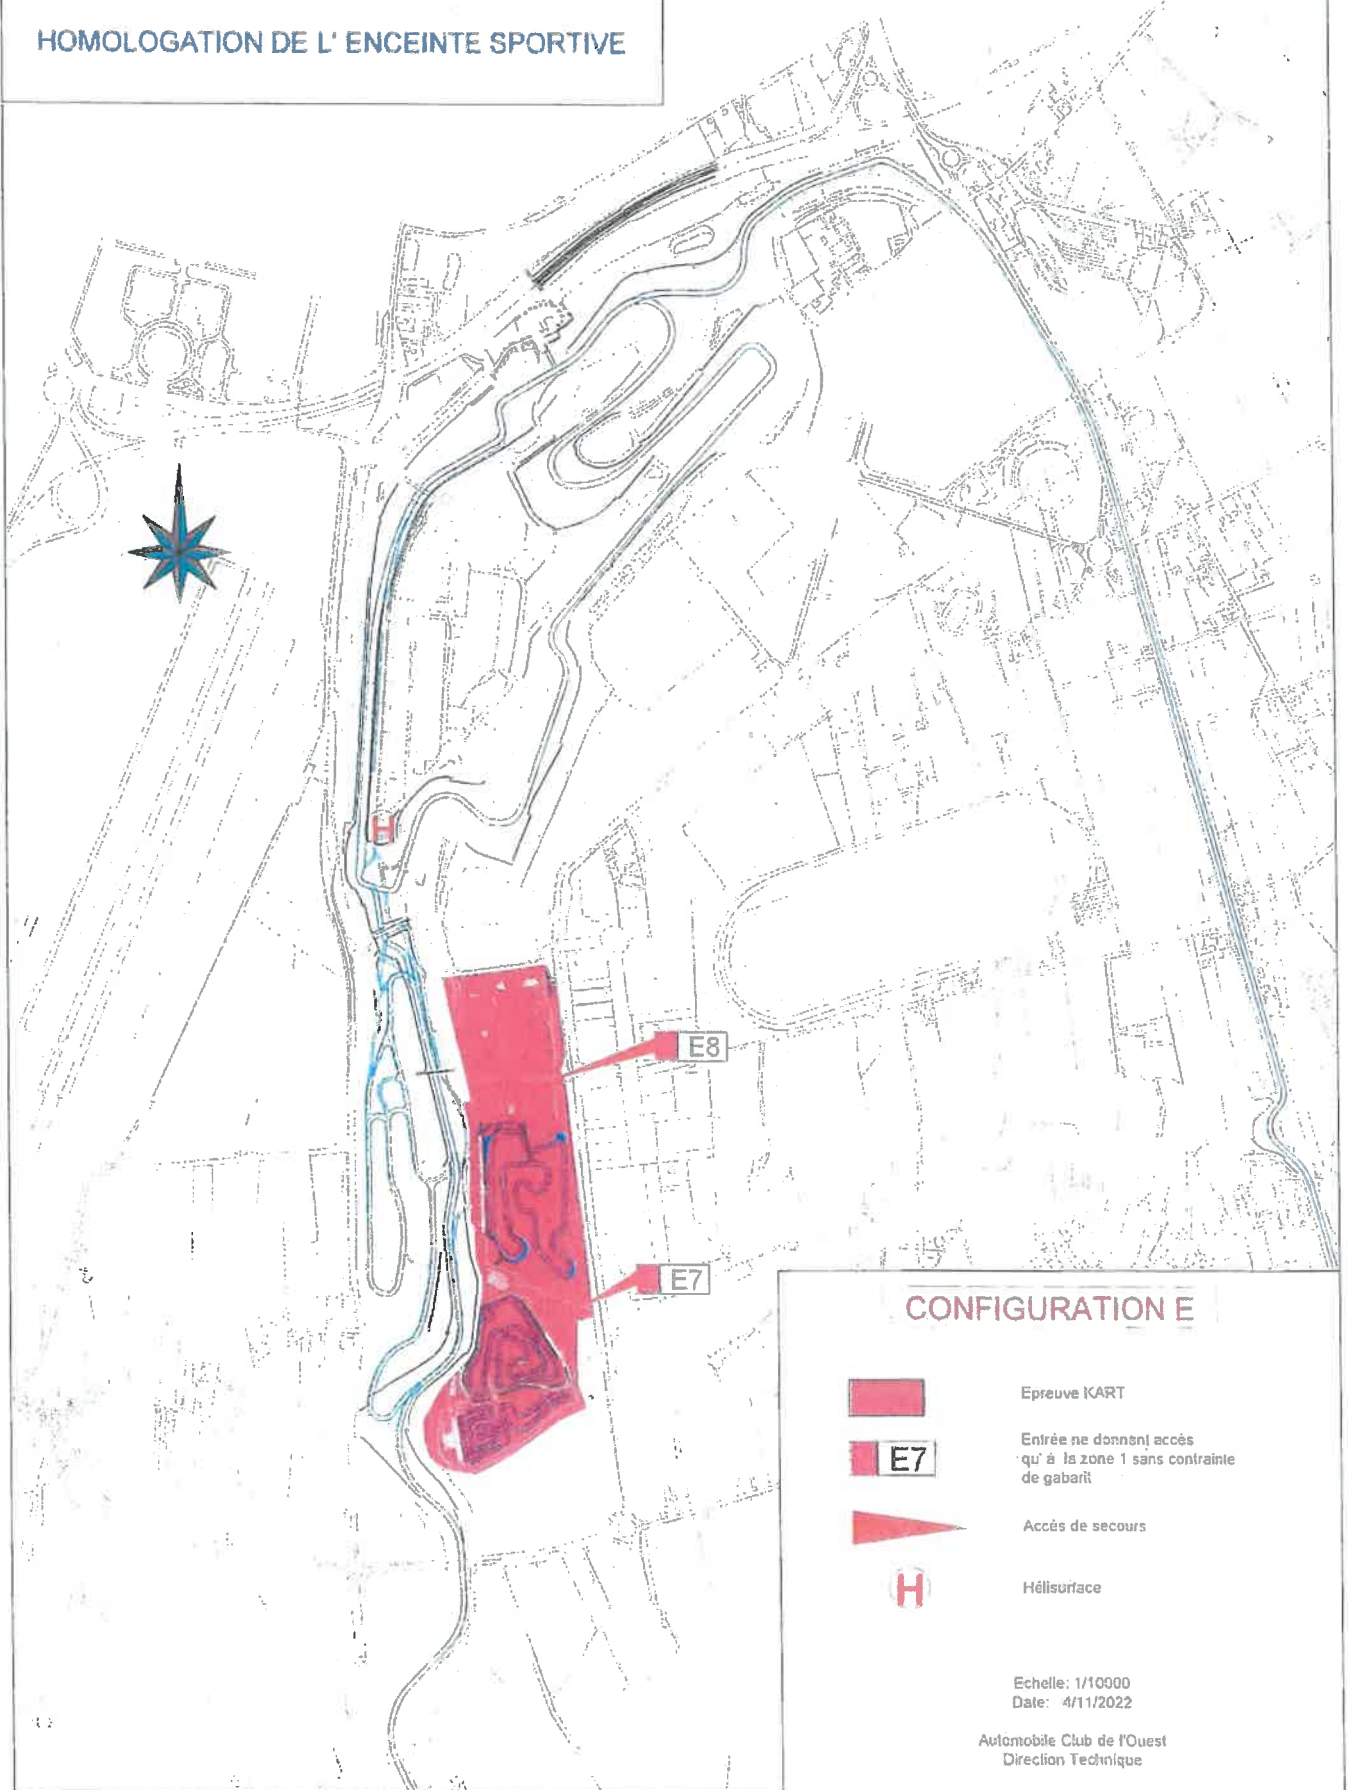 HOMOLOGATION DE L' ENCEINTE SPORTIVE
H
E8
E7
CONFIGURATION E
Epreuve KART
E7
Entrée ne donnant accès
qu' à la zone 1 sans contrainte
de gabarit
Accès de secours
H
Hélisurface
Echelle: 1/10000
Date: 4/11/2022
Automobile Club de l'Ouest
Direction Technique